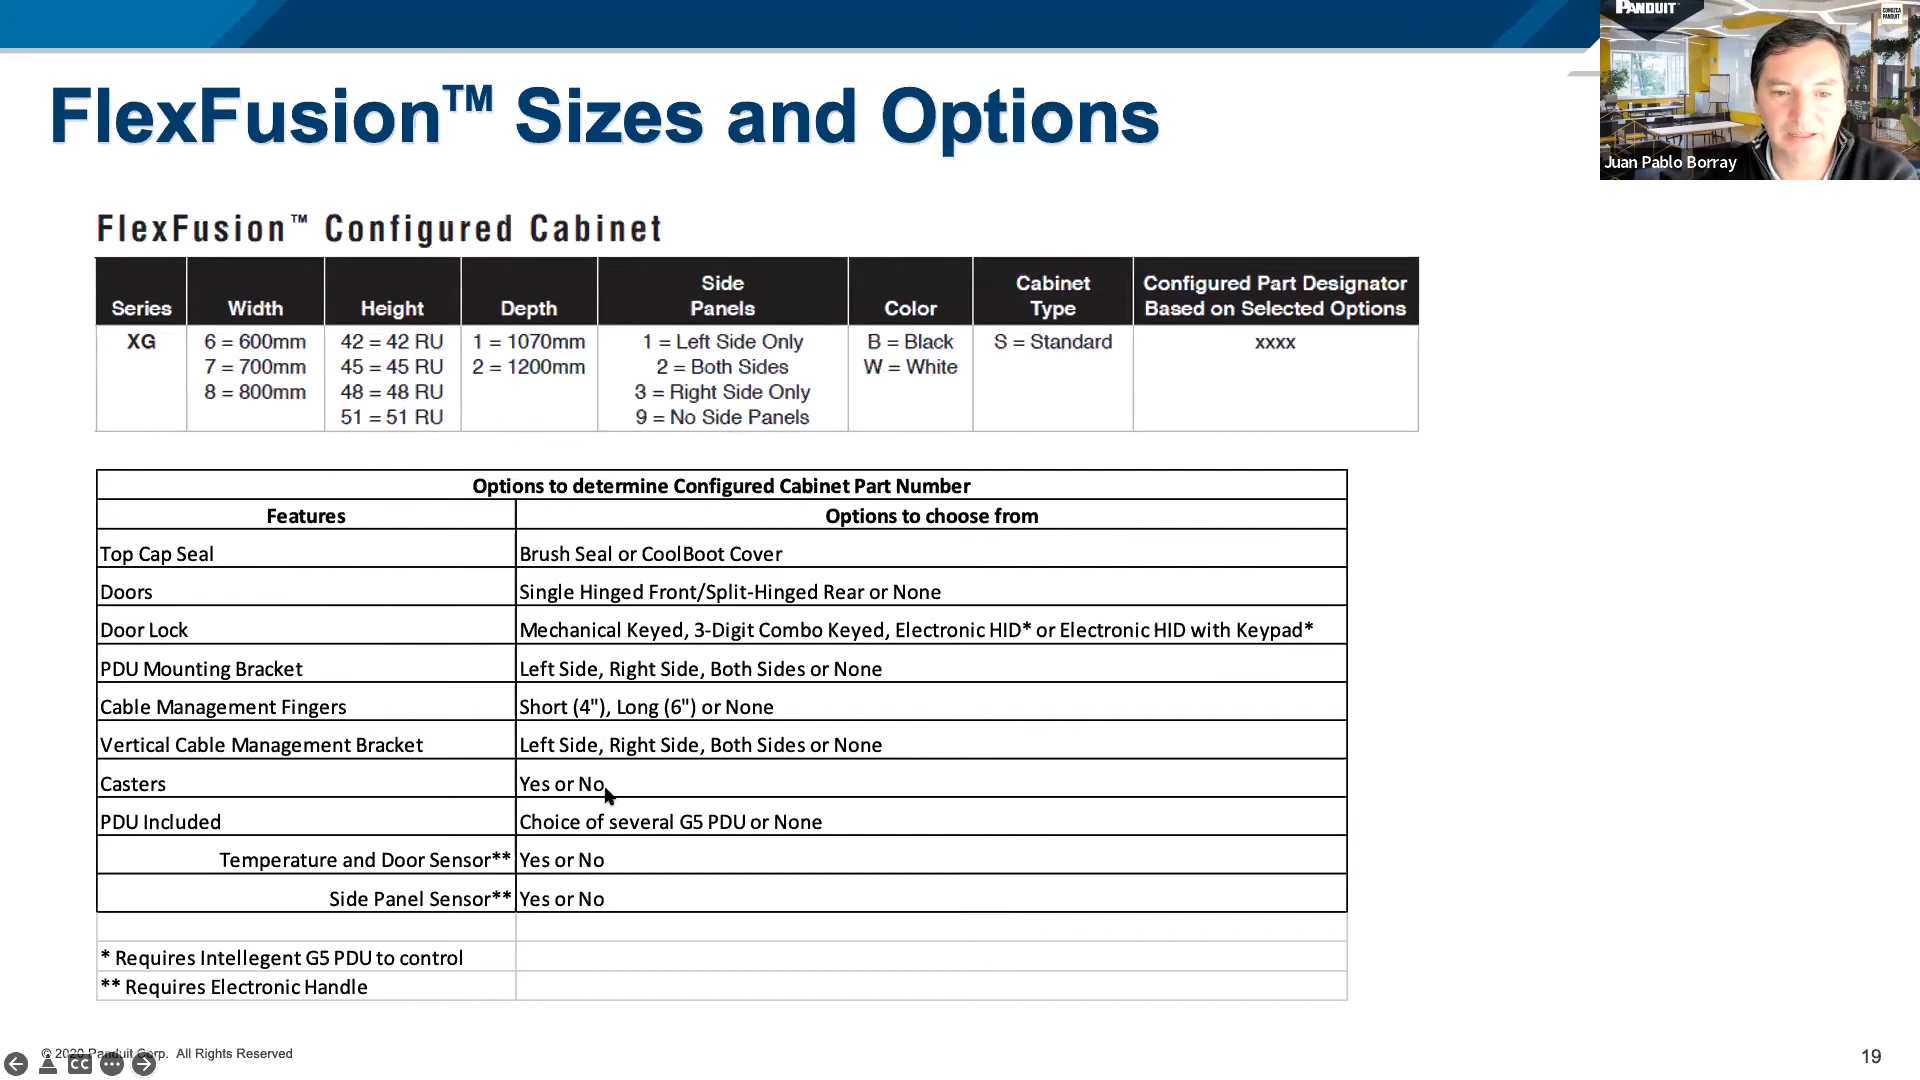 PANDUIT™
CONOZCA
PANDUIT
Juan Pablo Borray
FlexFusion™ Sizes and Options
FlexFusion™ Configured Cabinet
Series Width Height Depth Side Panels Color Cabinet Type Configured Part Designator Based on Selected Options
XG 6 = 600mm 42 = 42 RU 1 = 1070mm 1 = Left Side Only B = Black S = Standard xxxx
7 = 700mm 45 = 45 RU 2 = 1200mm 2 = Both Sides W = White
8 = 800mm 48 = 48 RU 3 = Right Side Only
51 = 51 RU 9 = No Side Panels
Options to determine Configured Cabinet Part Number
Features Options to choose from
Top Cap Seal Brush Seal or CoolBoot Cover
Doors Single Hinged Front/Split-Hinged Rear or None
Door Lock Mechanical Keyed, 3-Digit Combo Keyed, Electronic HID* or Electronic HID with Keypad*
PDU Mounting Bracket Left Side, Right Side, Both Sides or None
Cable Management Fingers Short (4"), Long (6") or None
Vertical Cable Management Bracket Left Side, Right Side, Both Sides or None
Casters Yes or No
PDU Included Choice of several G5 PDU or None
Temperature and Door Sensor** Yes or No
Side Panel Sensor** Yes or No
* Requires Intellegent G5 PDU to control
** Requires Electronic Handle
© 2020 Panduit Corp. All Rights Reserved
CC
19